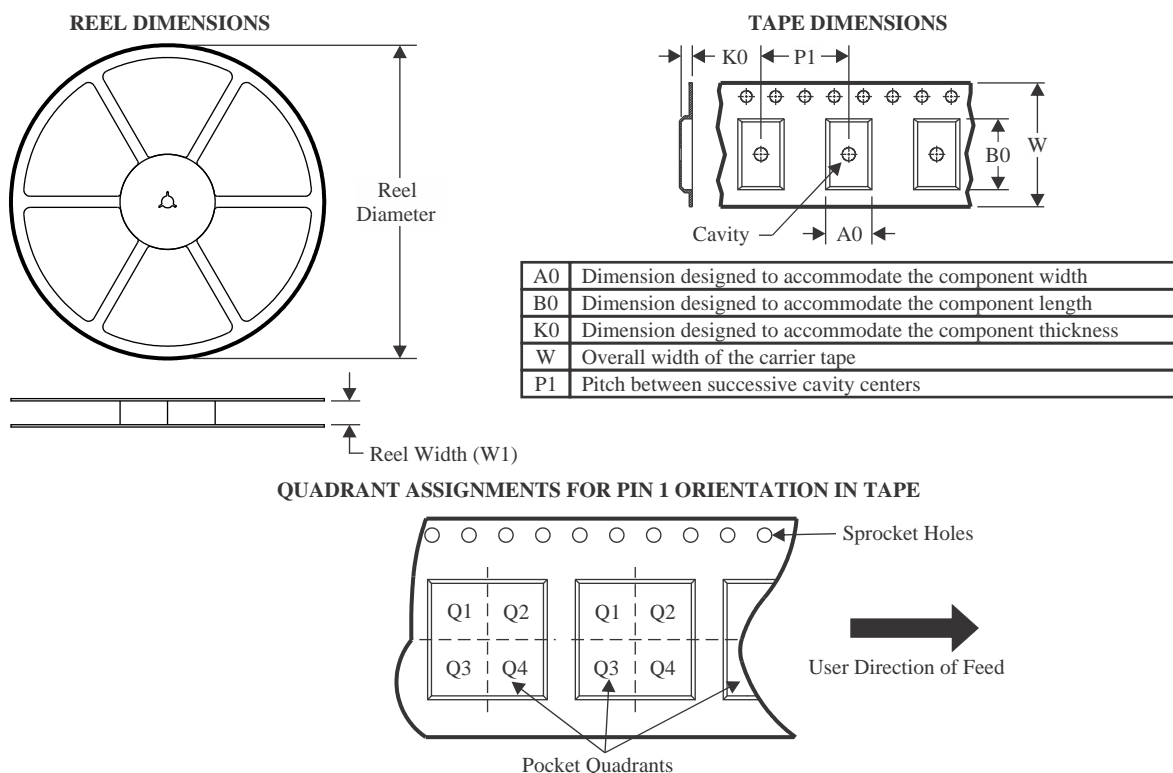 REEL DIMENSIONS
TAPE DIMENSIONS
K0
P1
B0
W
Reel
Diameter
Cavity
A0
A0 Dimension designed to accommodate the component width
B0 Dimension designed to accommodate the component length
K0 Dimension designed to accommodate the component thickness
W Overall width of the carrier tape
P1 Pitch between successive cavity centers
Reel Width (W1)
QUADRANT ASSIGNMENTS FOR PIN 1 ORIENTATION IN TAPE
Sprocket Holes
Q1 Q2 Q1 Q2
Q3 Q4 Q3 Q4
User Direction of Feed
Pocket Quadrants